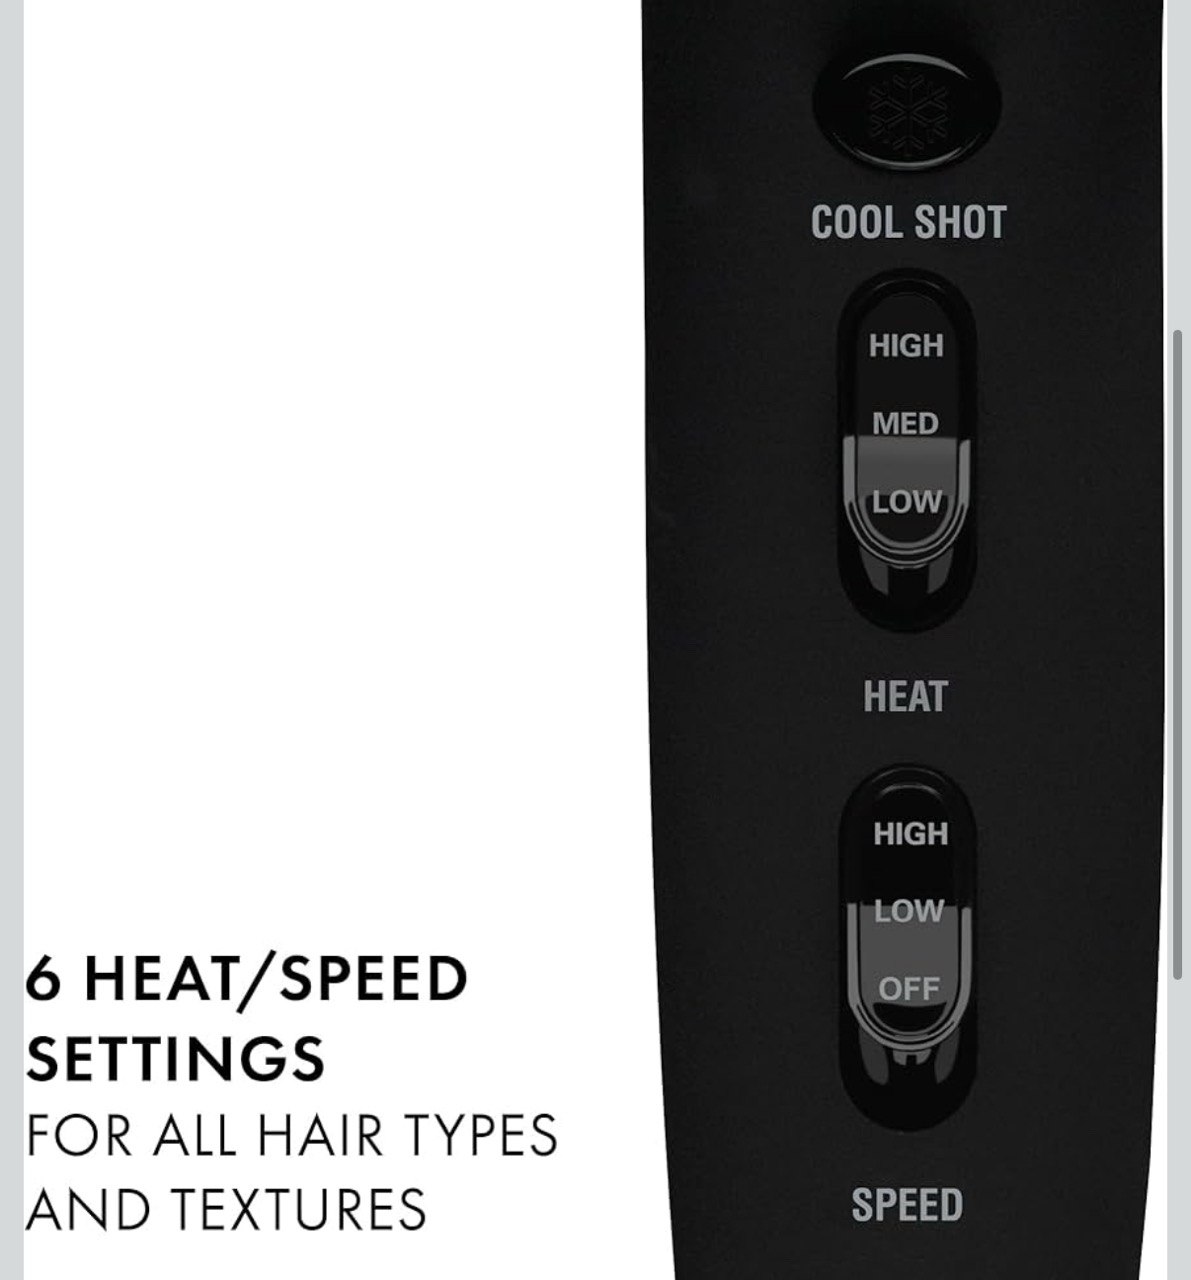 COOL SHOT
HIGH
MED
LOW
HEAT
HIGH
LOW
OFF
SPEED
6 HEAT/SPEED
SETTINGS
FOR ALL HAIR TYPES
AND TEXTURES